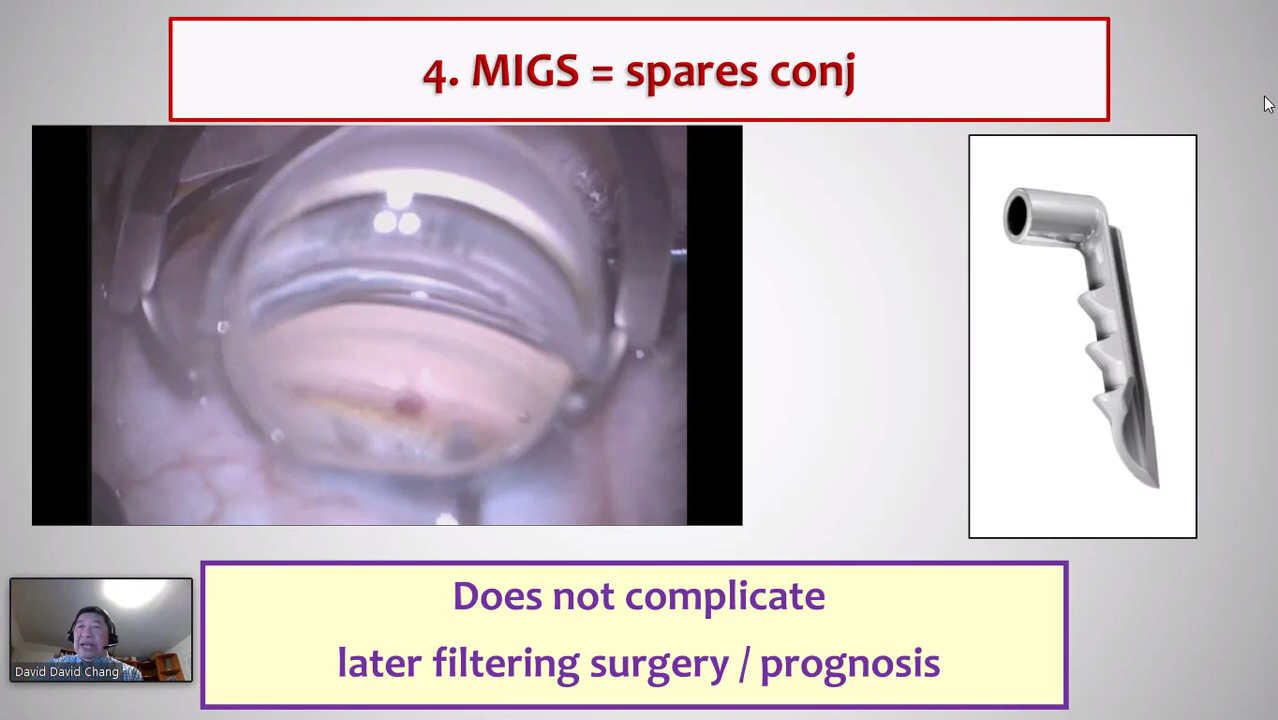 4. MIGS = spares conj
Does not complicate
later filtering surgery / prognosis
David David Chang